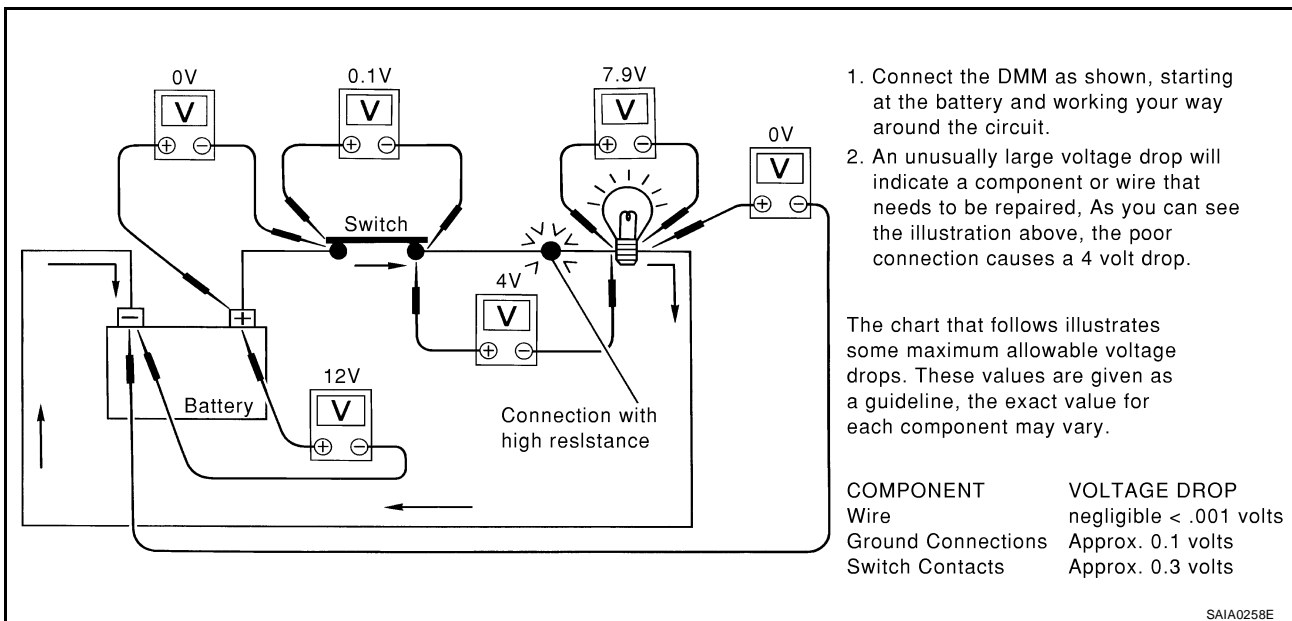 0V
0.1V
7.9V
0V
V
V
V
V
Switch
4V
V
12V
V
Battery
Connection with
high resIstance
1. Connect the DMM as shown, starting
at the battery and working your way
around the circuit.
2. An unusually large voltage drop will
indicate a component or wire that
needs to be repaired, As you can see
the illustration above, the poor
connection causes a 4 volt drop.
The chart that follows illustrates
some maximum allowable voltage
drops. These values are given as
a guideline, the exact value for
each component may vary.
COMPONENT VOLTAGE DROP
Wire negligible < .001 volts
Ground Connections Approx. 0.1 volts
Switch Contacts Approx. 0.3 volts
SAIA0258E